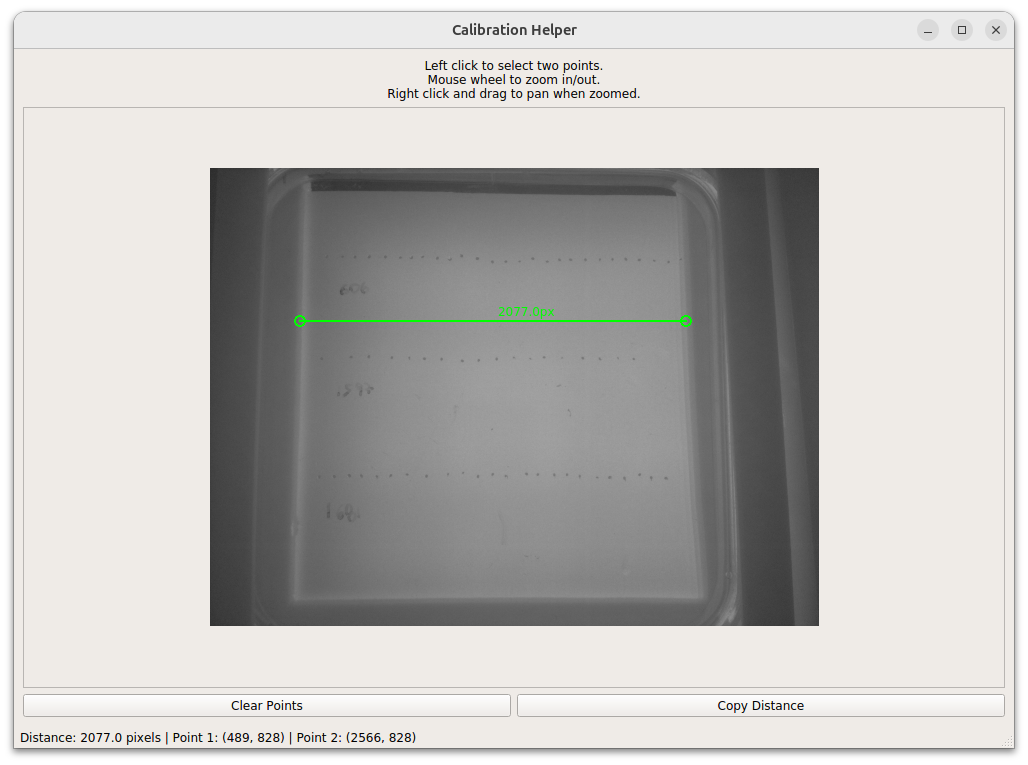 Calibration Helper
Left click to select two points.
Mouse wheel to zoom in/out.
Right click and drag to pan when zoomed.
Clear Points
Copy Distance
Distance: 2077.0 pixels | Point 1: (489, 828) | Point 2: (2566, 828)